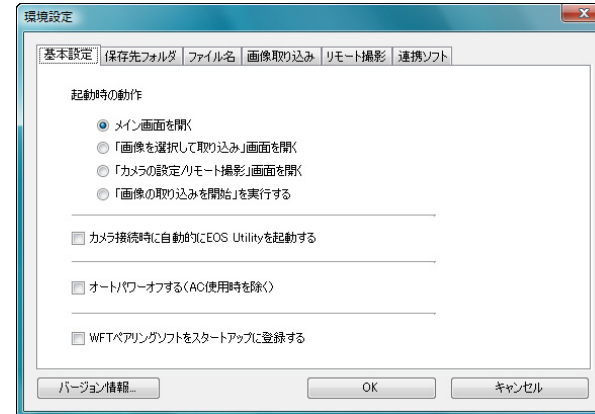 環境設定
基本設定 保存先フォルダ ファイル名 画像取り込み リモート撮影 連携ソフト
起動時の動作
メイン画面を開く
「画像を選択して取り込み」画面を開く
「カメラの設定/リモート撮影」画面を開く
「画像の取り込みを開始」を実行する
カメラ接続時に自動的にEOS Utilityを起動する
オートパワーオフする(AC使用時を除く)
WFTペアリングソフトをスタートアップに登録する
バージョン情報... OK キャンセル